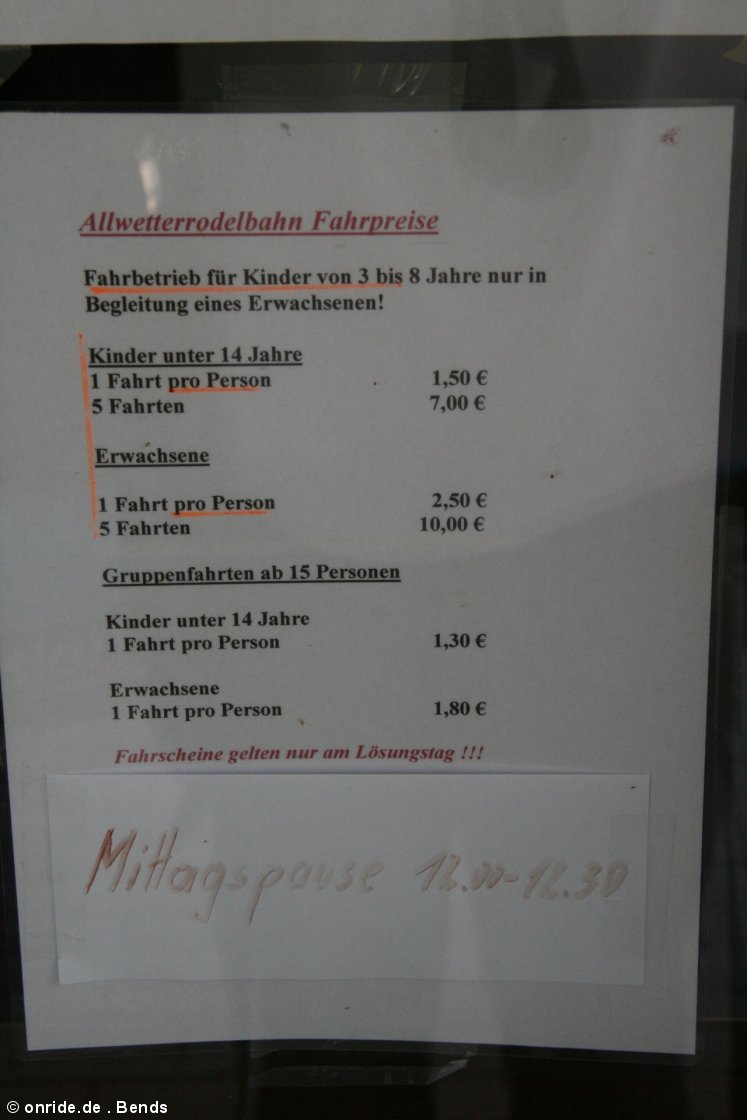 Allwetterrodelbahn Fahrpreise
Fahrbetrieb für Kinder von 3 bis 8 Jahre nur in
Begleitung eines Erwachsenen!
Kinder unter 14 Jahre
1 Fahrt pro Person 1,50 €
5 Fahrten 7,00 €
Erwachsene
1 Fahrt pro Person 2,50 €
5 Fahrten 10,00 €
Gruppenfahrten ab 15 Personen
Kinder unter 14 Jahre
1 Fahrt pro Person 1,30 €
Erwachsene
1 Fahrt pro Person 1,80 €
Fahrscheine gelten nur am Lösungstag !!!
Mittagspause 12.00-12.30
© onride.de . Bends